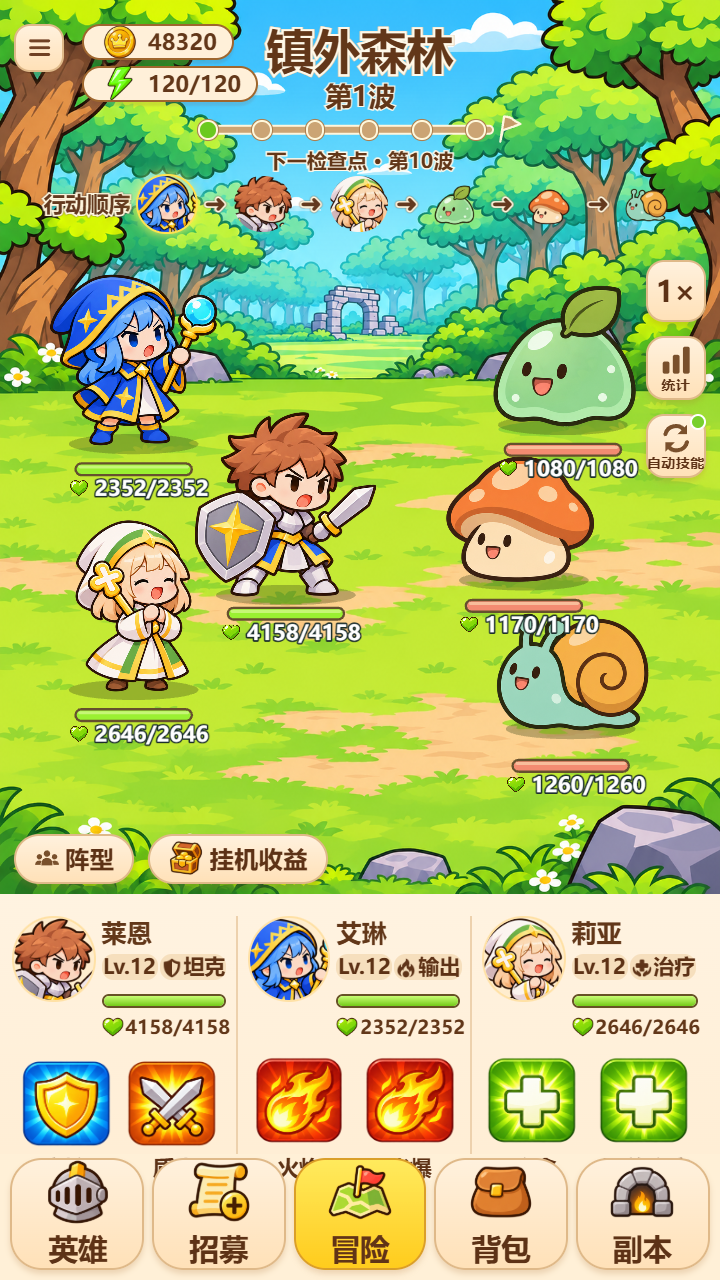 48320
120/120
镇外森林
第1波
下一检查点·第10波
行动顺序
1×
统计
自动技能
2352/2352
1080/1080
4158/4158
1170/1170
2646/2646
1260/1260
阵型
挂机收益
莱恩
Lv.12 坦克
4158/4158
艾琳
Lv.12 输出
2352/2352
莉亚
Lv.12 治疗
2646/2646
英雄
招募
冒险
背包
副本